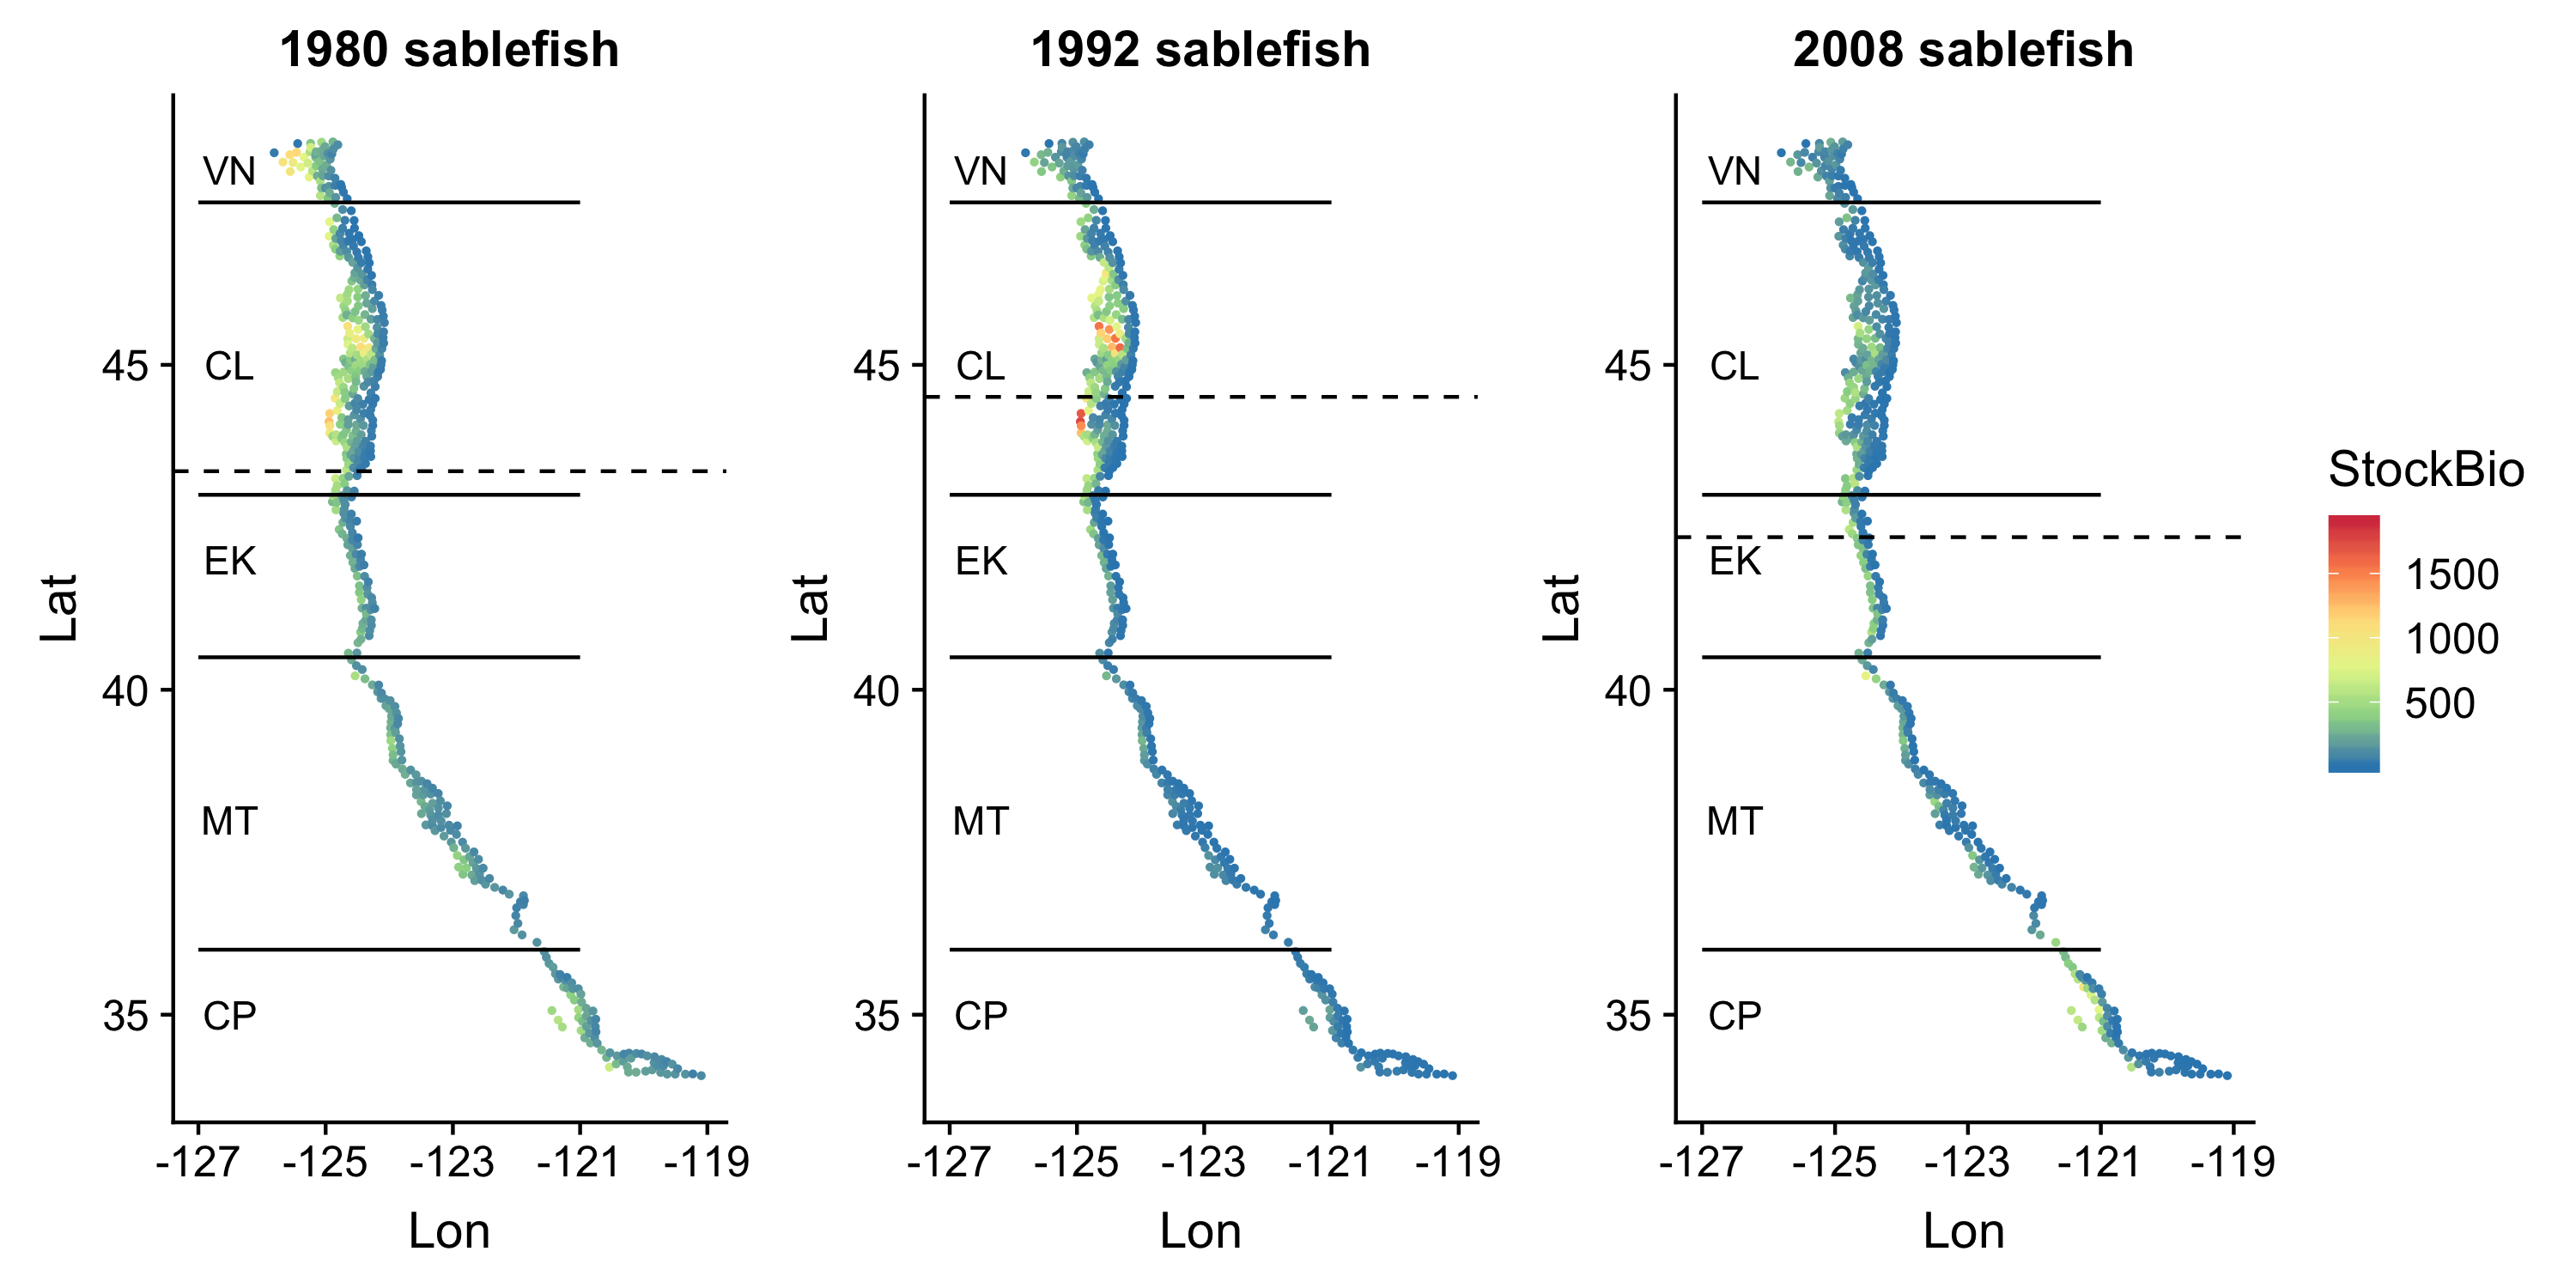 1980 sablefish
VN
CL
EK
MT
CP
45
40
35
Lat
-127 -125 -123 -121 -119
Lon
1992 sablefish
VN
CL
EK
MT
CP
45
40
35
Lat
-127 -125 -123 -121 -119
Lon
2008 sablefish
VN
CL
EK
MT
CP
45
40
35
Lat
-127 -125 -123 -121 -119
Lon
StockBio
1500
1000
500